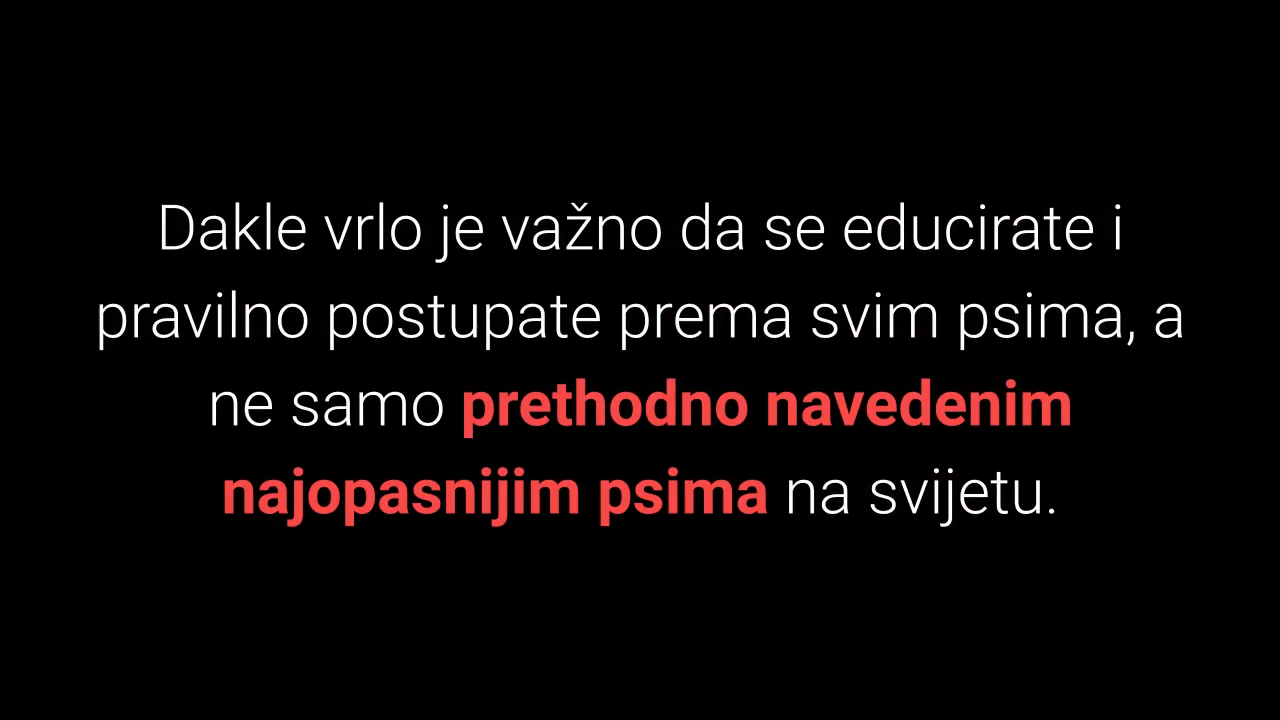 Dakle vrlo je važno da se educirate i
pravilno postupate prema svim psima, a
ne samo prethodno navedenim
najopasnijim psima na svijetu.